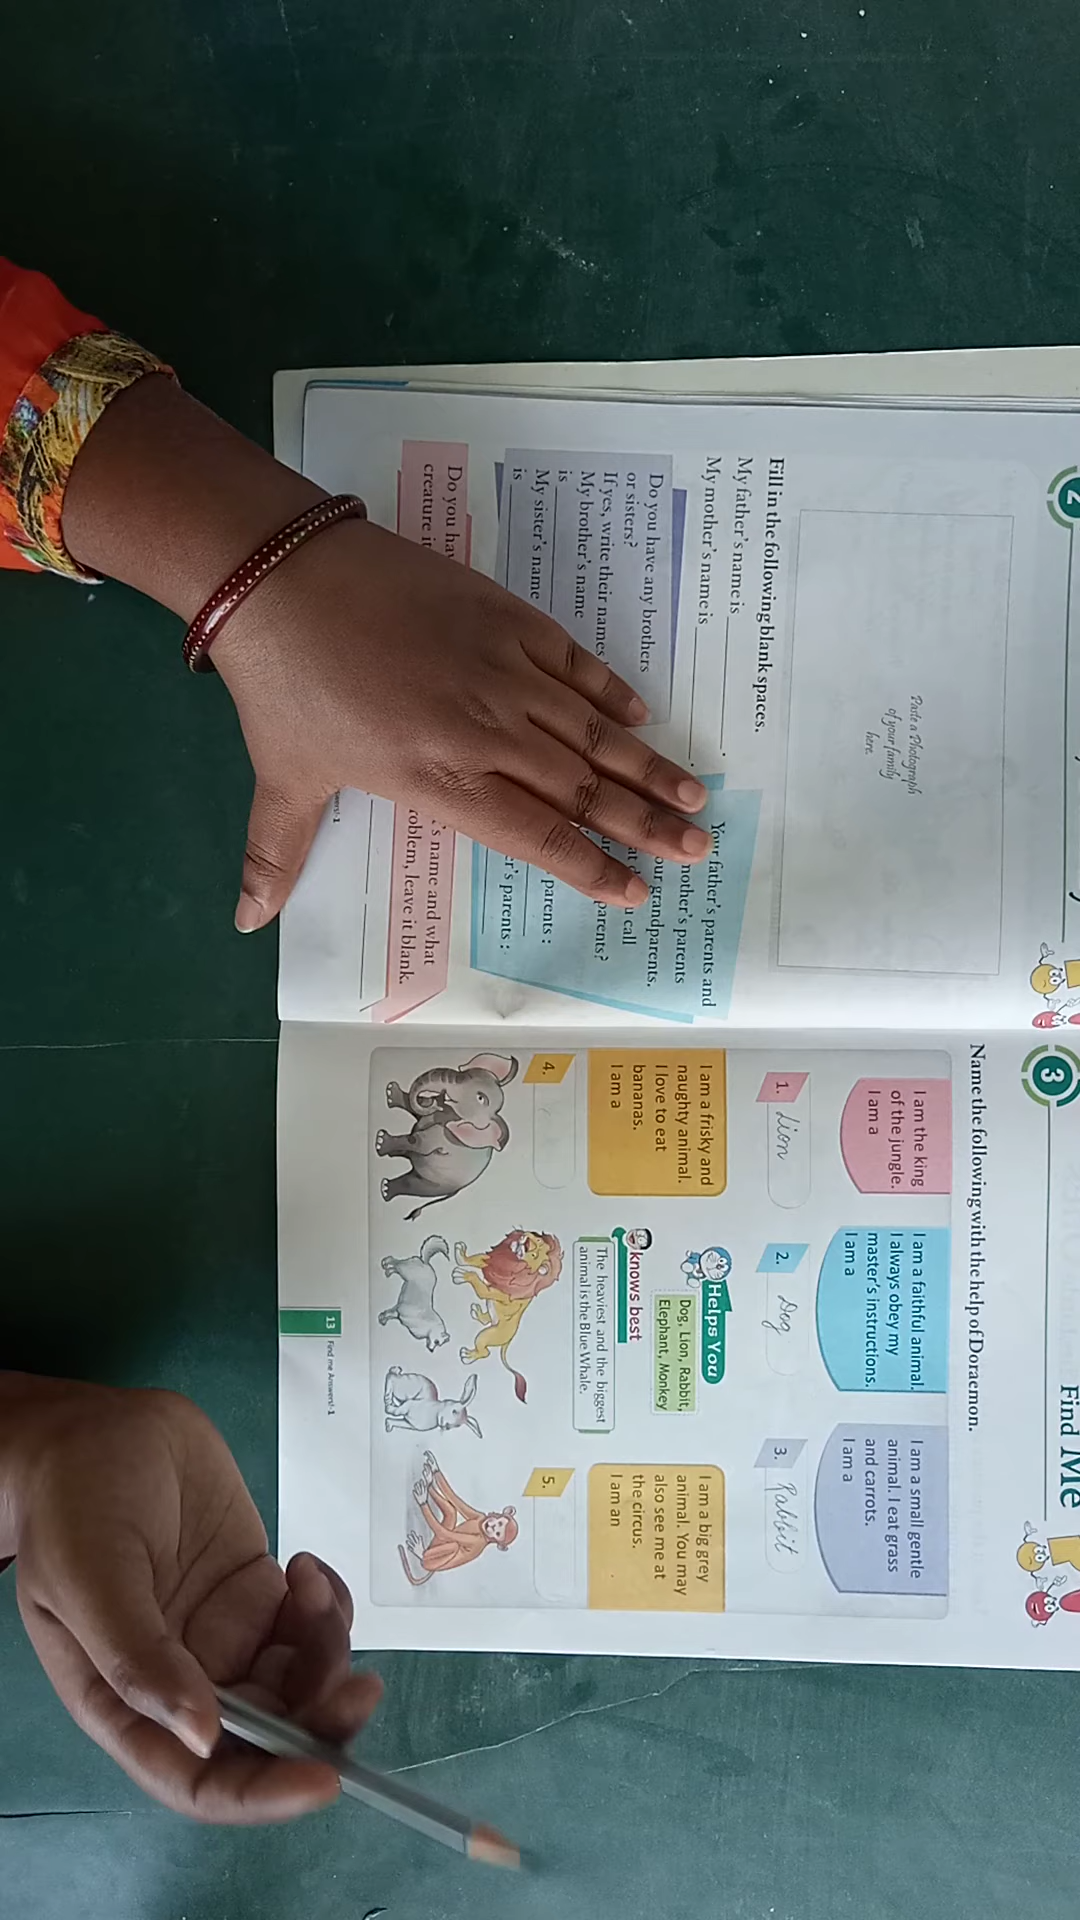 2
Paste a Photograph
of your family
here.
Fill in the following blank spaces.
My father's name is
My mother's name is
Do you have any brothers
or sisters?
If yes, write their names
My brother's name
is
My sister's name
is
Your father's parents and
mother's parents
our grandparents.
call
parents?
parents :
parents :
Do you
creature
's name and what
leave it blank.
3
Find Me
Name the following with the help of Doraemon.
I am the king
of the jungle.
I am a
1. Lion
I am a faithful animal.
I always obey my
master's instructions.
I am a
2. Dog
I am a small gentle
animal. I eat grass
and carrots.
I am a
3. Rabbit
I am a frisky and
naughty animal.
I love to eat
bananas.
I am a
4.
Helps You
Dog, Lion, Rabbit,
Elephant, Monkey
knows best
The heaviest and the biggest
animal is the Blue Whale.
I am a big grey
animal. You may
also see me at
the circus.
I am an
5.
13 Find me Answers!-1